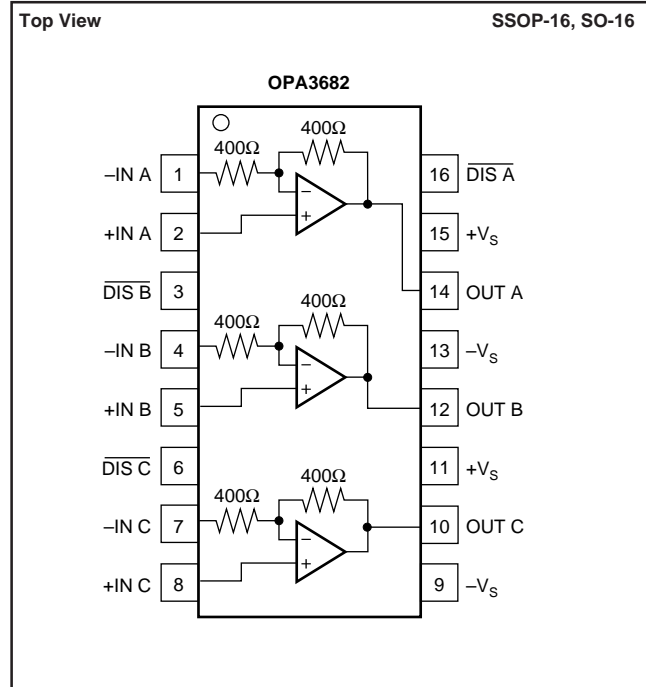 Top View
SSOP-16, SO-16
OPA3682
400Ω
400Ω
–IN A 1
16 DIS A
+IN A 2
15 +VS
DIS B 3
14 OUT A
400Ω
400Ω
–IN B 4
13 –VS
+IN B 5
12 OUT B
DIS C 6
11 +VS
400Ω
400Ω
–IN C 7
10 OUT C
+IN C 8
9 –VS